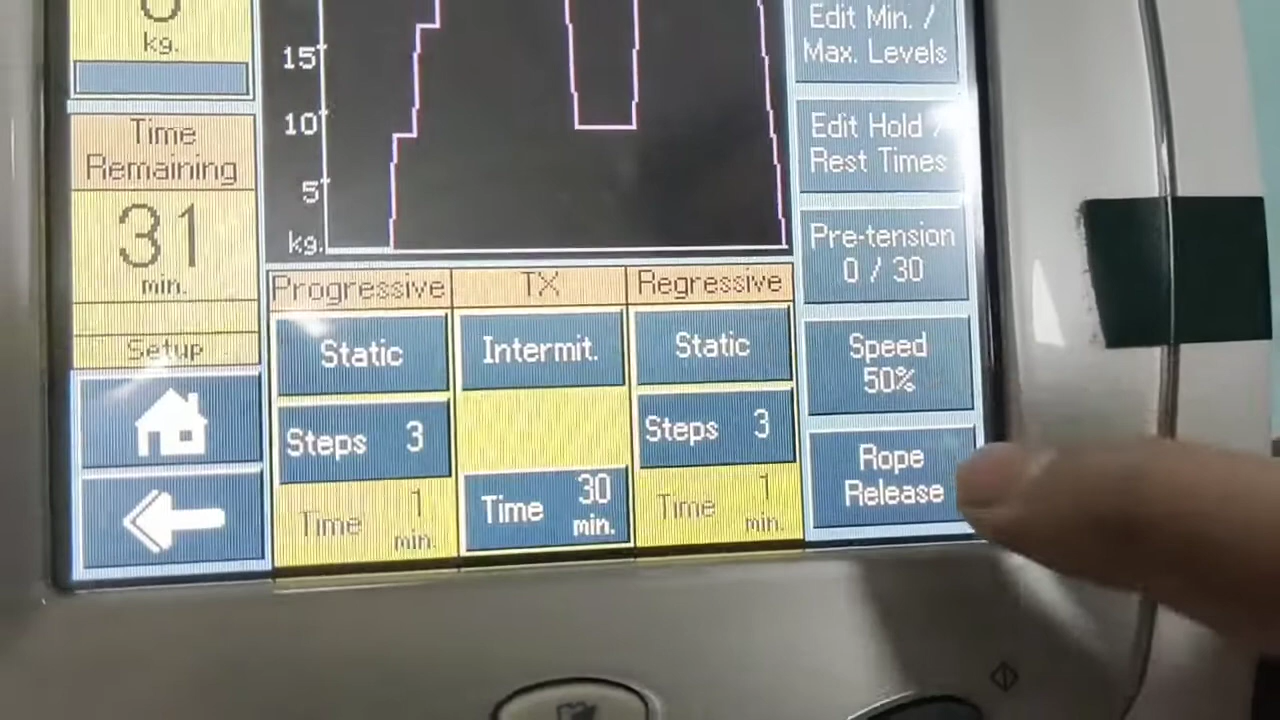 kg.
Time
Remaining
31
min.
Setup
15
10
5
kg.
Progressive
TX
Regressive
Static
Intermit.
Static
Steps 3
Steps 3
Time 1
min.
Time 30
min.
Time 1
min.
Edit Min. /
Max. Levels
Edit Hold /
Rest Times
Pre-tension
0 / 30
Speed
50%
Rope
Release